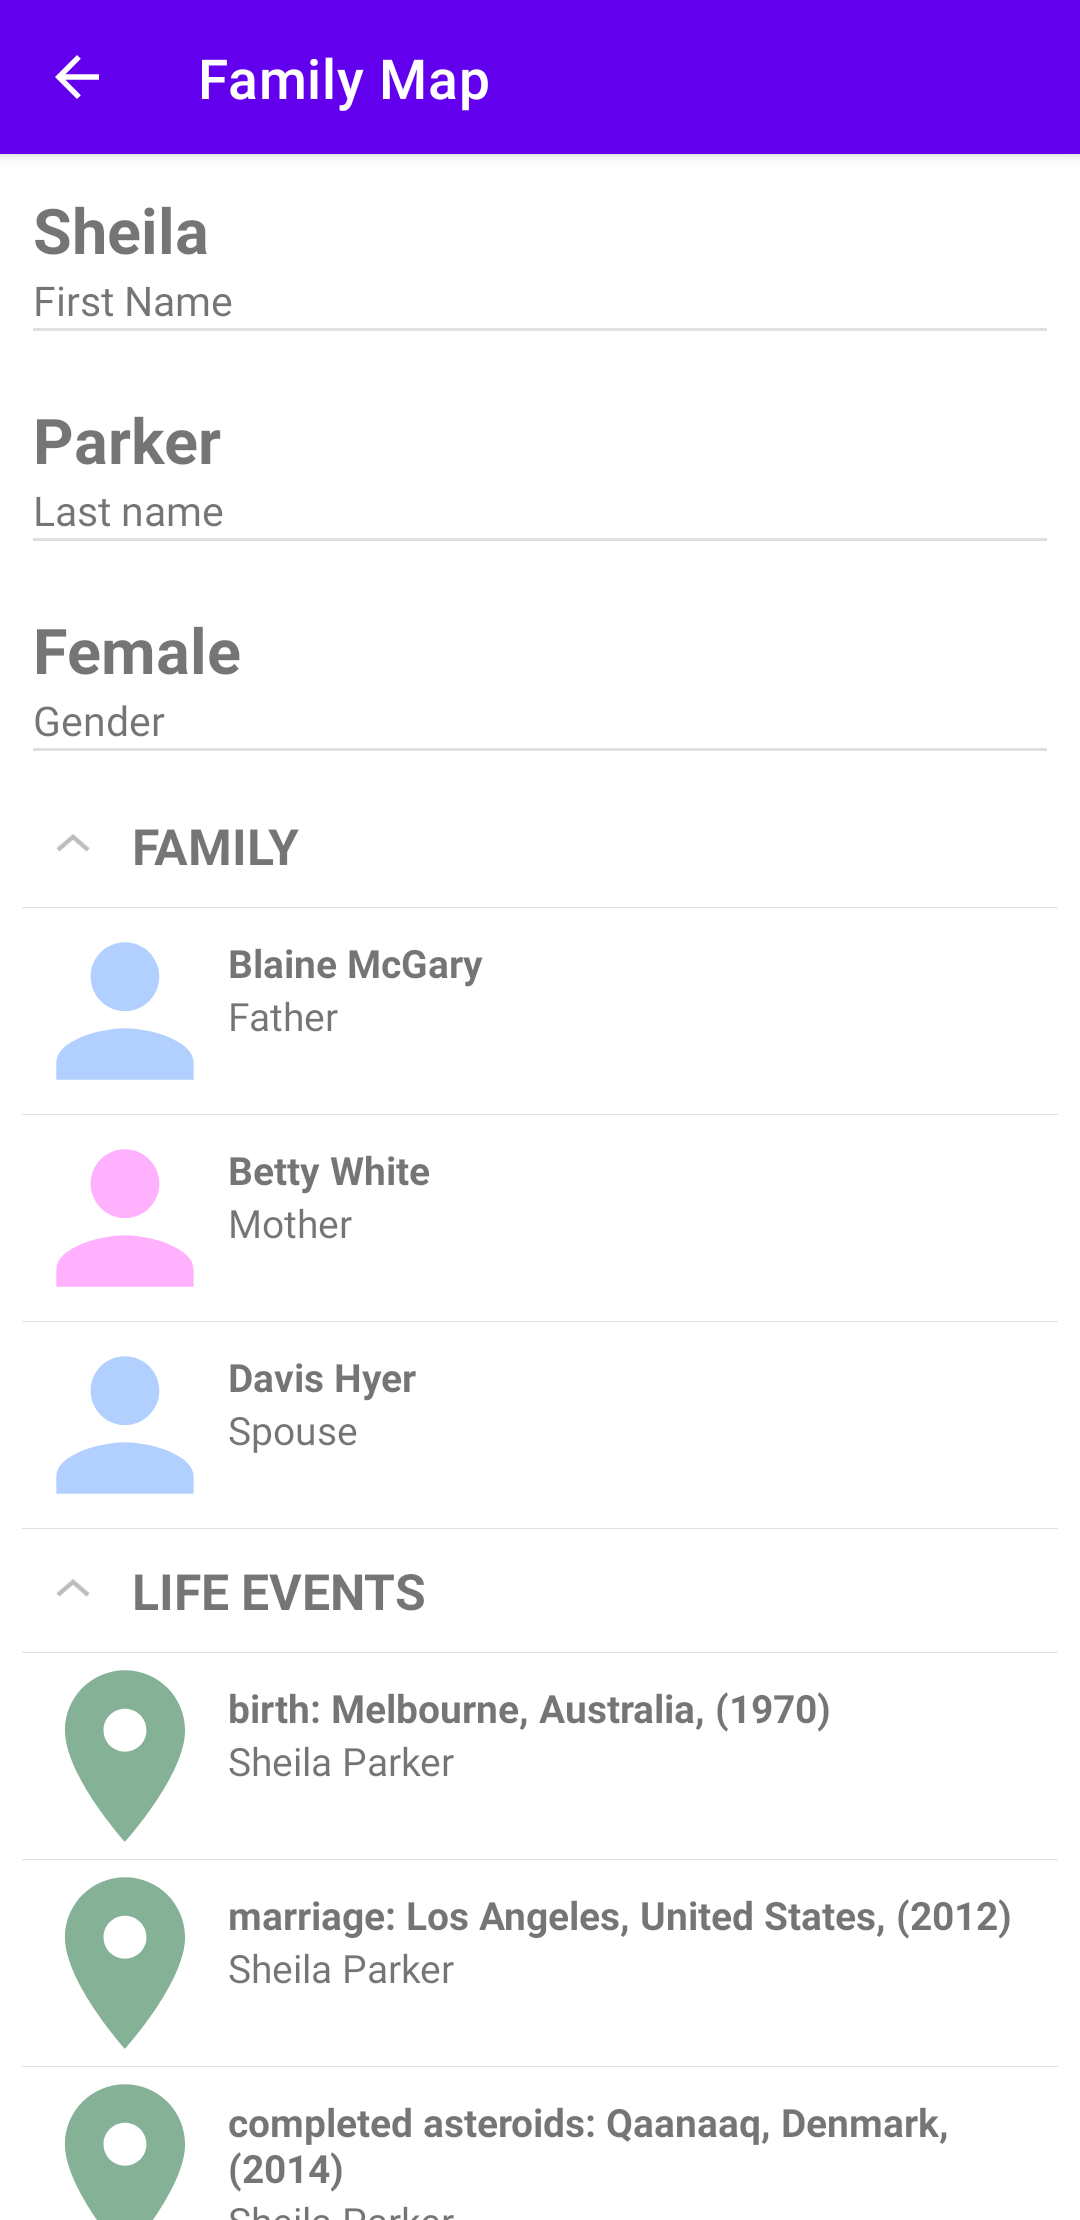 Family Map
Sheila
First Name
Parker
Last name
Female
Gender
FAMILY
Blaine McGary
Father
Betty White
Mother
Davis Hyer
Spouse
LIFE EVENTS
birth: Melbourne, Australia, (1970)
Sheila Parker
marriage: Los Angeles, United States, (2012)
Sheila Parker
completed asteroids: Qaanaaq, Denmark,
(2014)
Sheila Parker